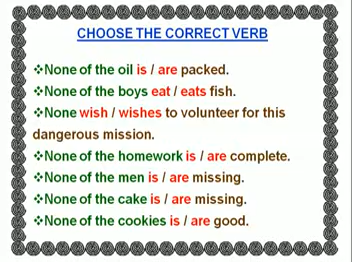 CHOOSE THE CORRECT VERB
❖None of the oil is / are packed.
❖None of the boys eat / eats fish.
❖None wish / wishes to volunteer for this
dangerous mission.
❖None of the homework is / are complete.
❖None of the men is / are missing.
❖None of the cake is / are missing.
❖None of the cookies is / are good.